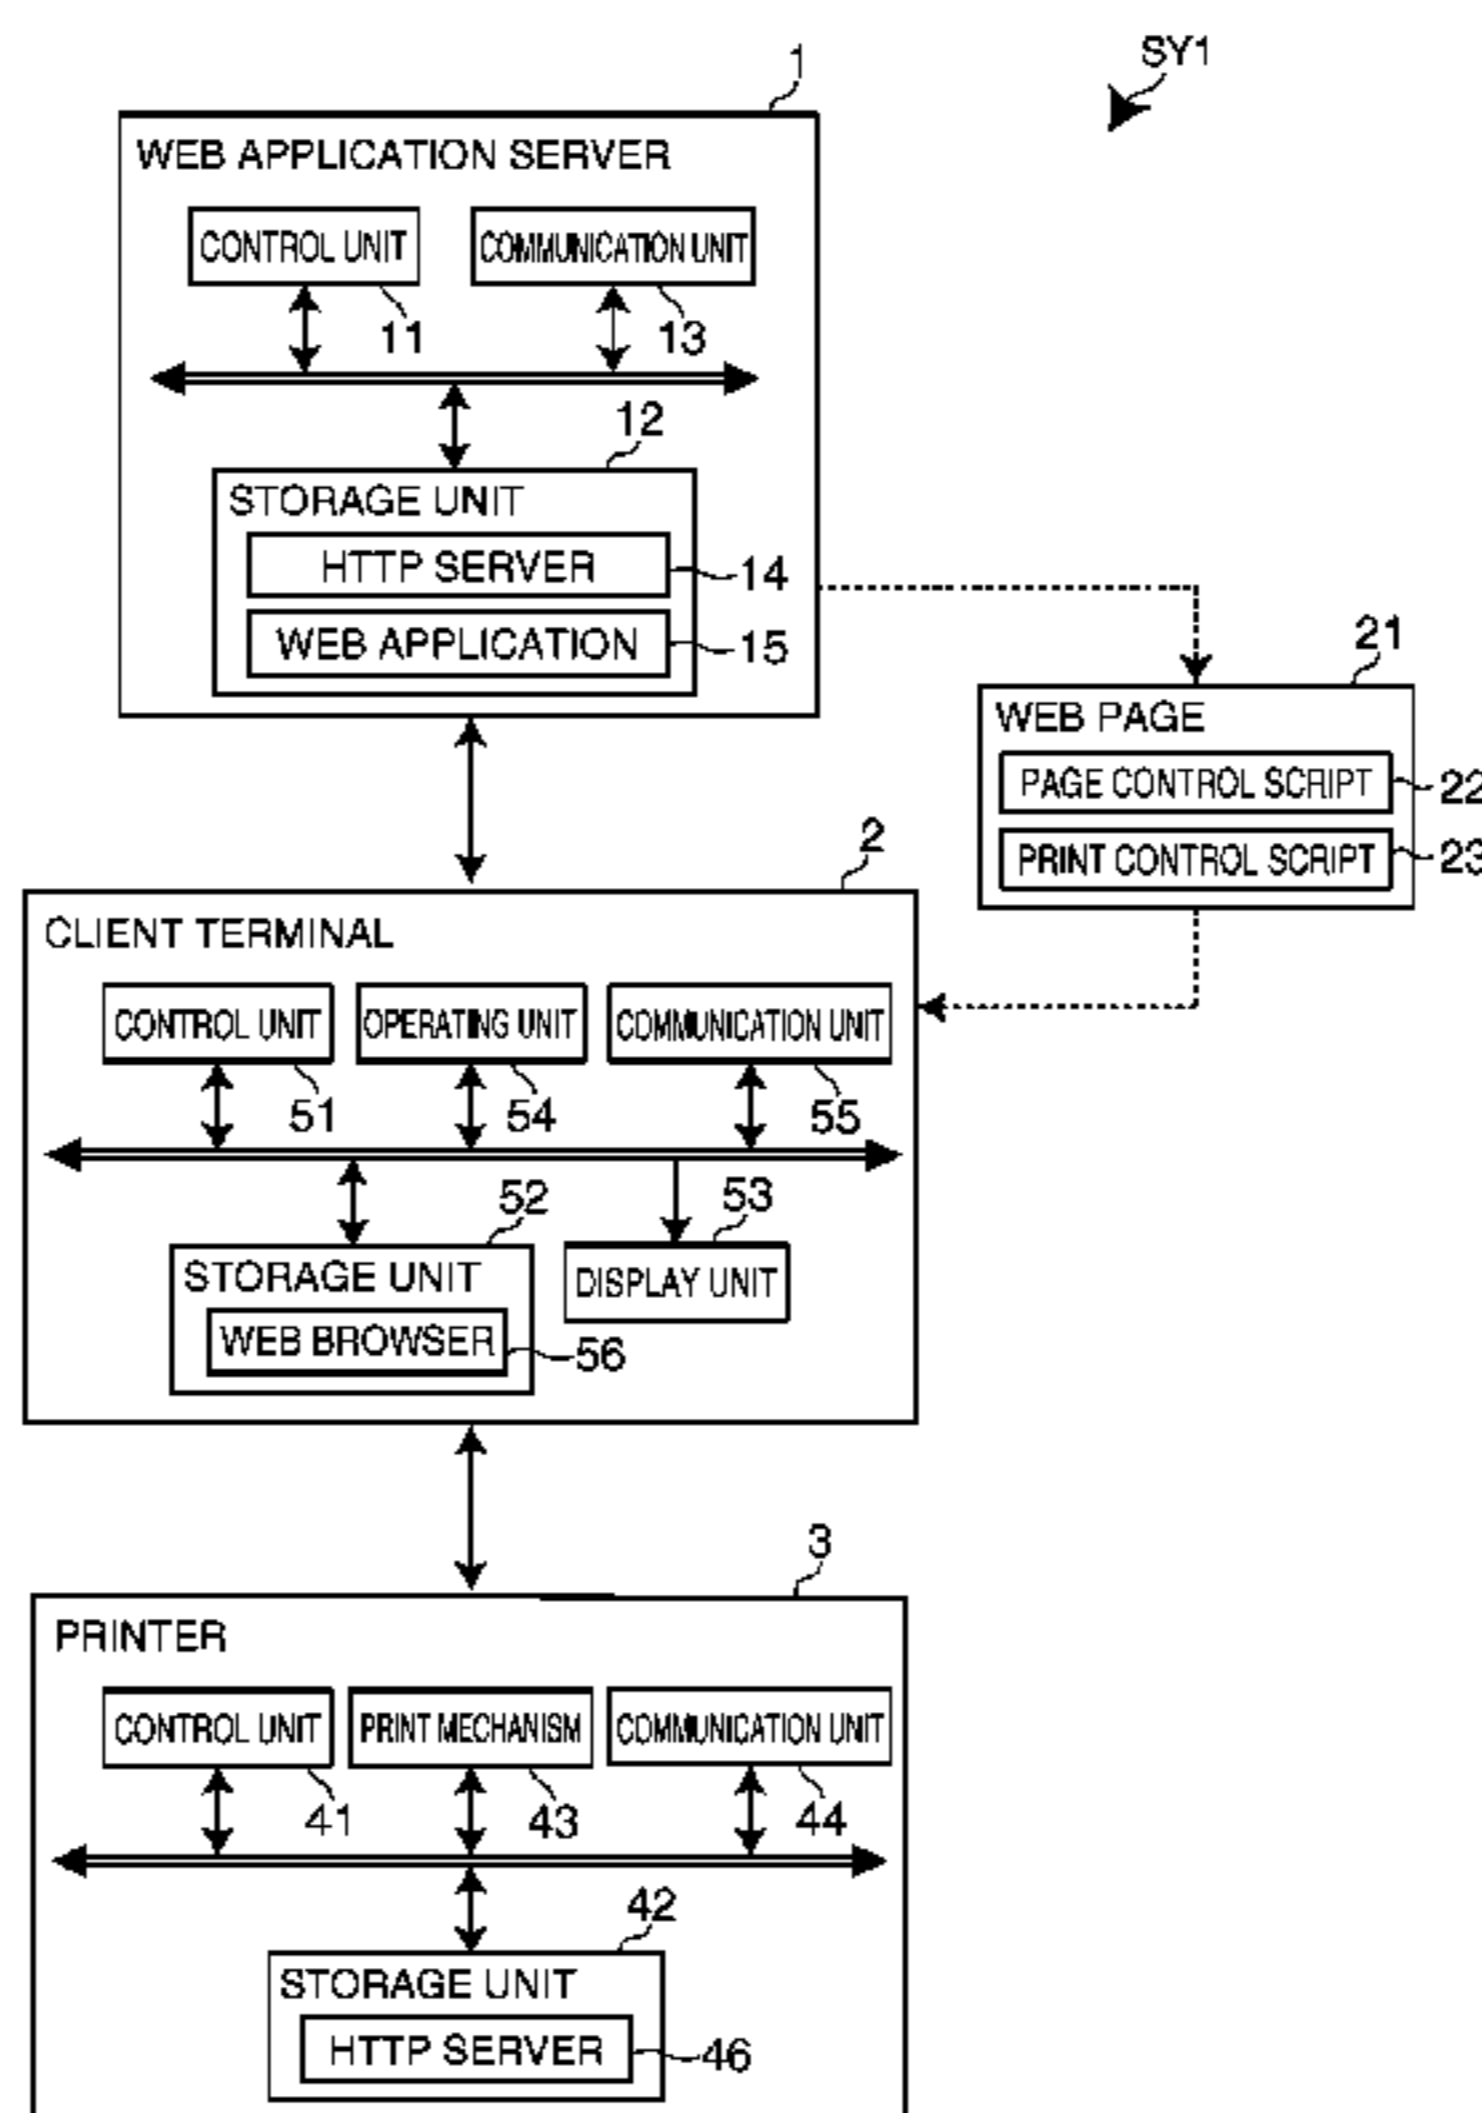 SY1
1
WEB APPLICATION SERVER
CONTROL UNIT
COMMUNICATION UNIT
11
13
12
STORAGE UNIT
HTTP SERVER
14
WEB APPLICATION
15
21
WEB PAGE
PAGE CONTROL SCRIPT
22
PRINT CONTROL SCRIPT
23
2
CLIENT TERMINAL
CONTROL UNIT
OPERATING UNIT
COMMUNICATION UNIT
51
54
55
52
53
STORAGE UNIT
DISPLAY UNIT
WEB BROWSER
56
3
PRINTER
CONTROL UNIT
PRINT MECHANISM
COMMUNICATION UNIT
41
43
44
42
STORAGE UNIT
HTTP SERVER
46